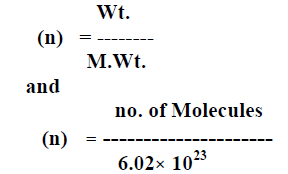 Wt.
(n) = --------
M.Wt.
and
no. of Molecules
(n) = ---------------------
6.02× 10²³